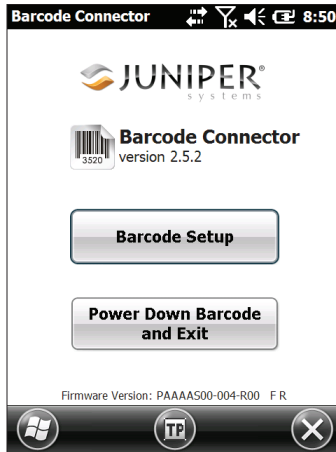 Barcode Connector 8:50
JUNIPER®
systems
3520
Barcode Connector
version 2.5.2
Barcode Setup
Power Down Barcode
and Exit
Firmware Version: PAAAAS00-004-R00 F R
TP